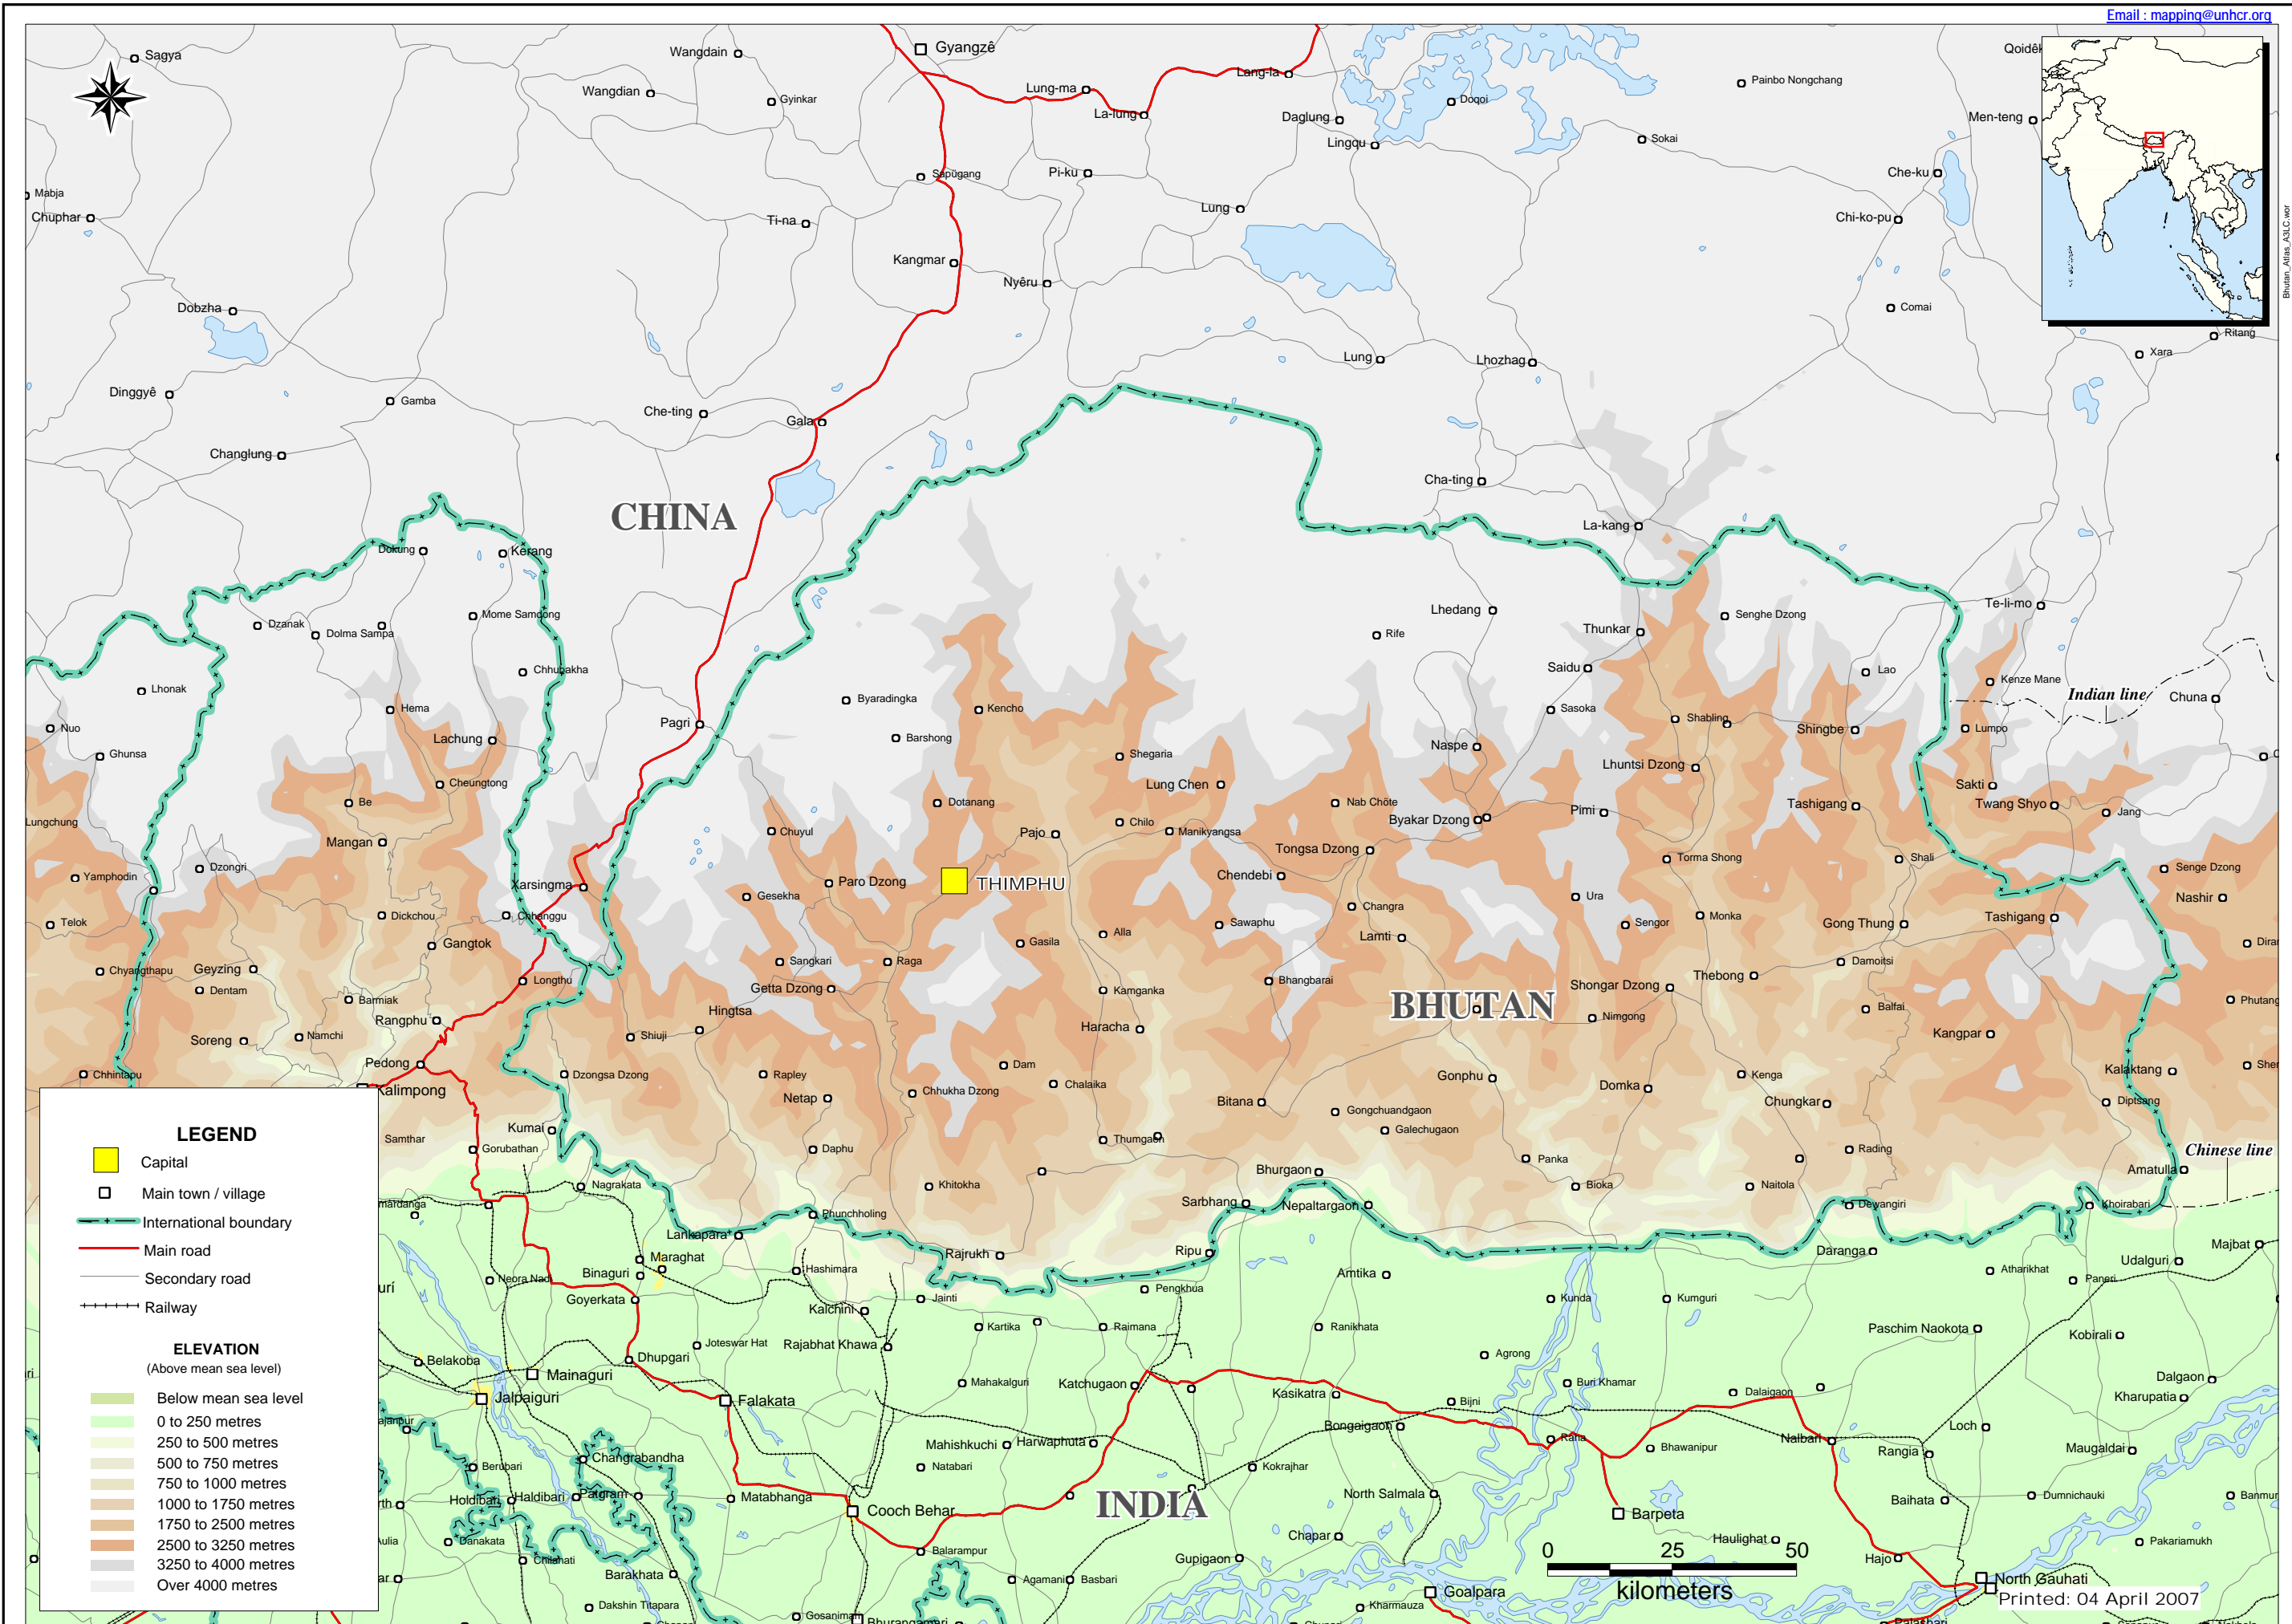 Email : mapping@unhcr.org
Bhutan_Atlas_A3LC.wor
Sagya
Wangdain
Gyangzê
Wangdian
Gyinkar
Lung-ma
La-lung
Lang-la
Daglung
Lingqu
Doqoi
Painbo Nongchang
Sokai
Men-teng
Che-ku
Chi-ko-pu
Mabja
Chuphar
Sapügang
Pi-ku
Ti-na
Lung
Kangmar
Nyêru
Dobzha
Comai
Ritang
Xara
Lung
Lhozhag
Dinggyê
Gamba
Che-ting
Gala
Changlung
CHINA
Cha-ting
La-kang
Dokung
Kerang
Mome Samdong
Dzanak
Dolma Sampa
Chhubakha
Lhonak
Hema
Nuo
Ghunsa
Lachung
Cheungtong
Pagri
Byaradingka
Kencho
Barshong
Shegaria
Lhedang
Rife
Thunkar
Senghe Dzong
Te-li-mo
Saidu
Lao
Kenze Mane
Indian line
Chuna
Sasoka
Shabling
Shingbe
Lumpo
Naspe
Lhuntsi Dzong
Lung Chen
Sakti
Lungchung
Be
Mangan
Dotanang
Chuyul
Pajo
Chilo
Manikyangsa
Nab Chöte
Byakar Dzong
Pimi
Tashigang
Twang Shyo
Jang
Tongsa Dzong
Torma Shong
Shali
Senge Dzong
Yamphodin
Dzongri
Xarsingma
Gesekha
Paro Dzong
THIMPHU
Chendebi
Ura
Nashir
Telok
Dickchou
Chhanggu
Changra
Sawaphu
Sengor
Monka
Gong Thung
Tashigang
Gangtok
Alla
Gasila
Lamti
Chyangthapu
Geyzing
Dentam
Longthu
Sangkari
Raga
Damoitsi
Thebong
Barniak
Getta Dzong
Kamganka
Bhangbarai
BHUTAN
Shongar Dzong
Phutang
Rangphu
Hingtsa
Haracha
Nimgong
Balfai
Soreng
Namchi
Shiuji
Kangpar
Chhintapu
Pedong
Dzongsa Dzong
Rapley
Dam
Chalaika
Gonphu
Domka
Kenga
Kalaktang
Kalimpong
Netap
Chhukha Dzong
Bitana
Gongchuandgaon
Chungkar
Diptsang
Samthar
Kumai
Galechugaon
Gorubathan
Daphu
Thumgaon
Panka
Rading
Chinese line
Nagrakata
Khitokha
Bhurgaon
Bioka
Naitola
Amatulla
Phunchholing
Sarbhang
Nepaltargaon
Dewangiri
Khoirabari
Lankapara
Maraghat
Rajrukh
Ripu
Daranga
Majbat
Udalguri
Neora Nadi
Binaguri
Hashimara
Amtika
Atharikhat
Paneri
Goyerkata
Kalchini
Jainti
Pengkhua
Kunda
Kumguri
Joteswar Hat
Rajabhat Khawa
Kartika
Raimana
Ranikhata
Paschim Naokota
Kobirali
Belakoba
Dhupgari
Agrong
Mainaguri
Mahakalguri
Katchugaon
Kasikatra
Buri Khamar
Dalaigaon
Dalgaon
Jalpaiguri
Falakata
Bijni
Kharupatia
Bongaigaon
Loch
Mahishkuchi
Harwaphuta
Raha
Bhawanipur
Nalbari
Rangia
Maugaldai
Changrabandha
Berubari
Natabari
Kokrajhar
Holdibari
Haldibari
Patgram
Matabhanga
Cooch Behar
INDIA
North Salmala
Barpeta
Baihata
Dumnichauki
Danakata
Chilahati
Chapar
Haulighat
Pakariamukh
Balarampur
Gupigaon
Hajo
Barakhata
Agamani
Basbari
Goalpara
North Gauhati
Dakshin Titapara
Kharmauza
LEGEND
Capital
Main town / village
International boundary
Main road
Secondary road
Railway
ELEVATION
(Above mean sea level)
Below mean sea level
0 to 250 metres
250 to 500 metres
500 to 750 metres
750 to 1000 metres
1000 to 1750 metres
1750 to 2500 metres
2500 to 3250 metres
3250 to 4000 metres
Over 4000 metres
0 25 50
kilometers
Printed: 04 April 2007